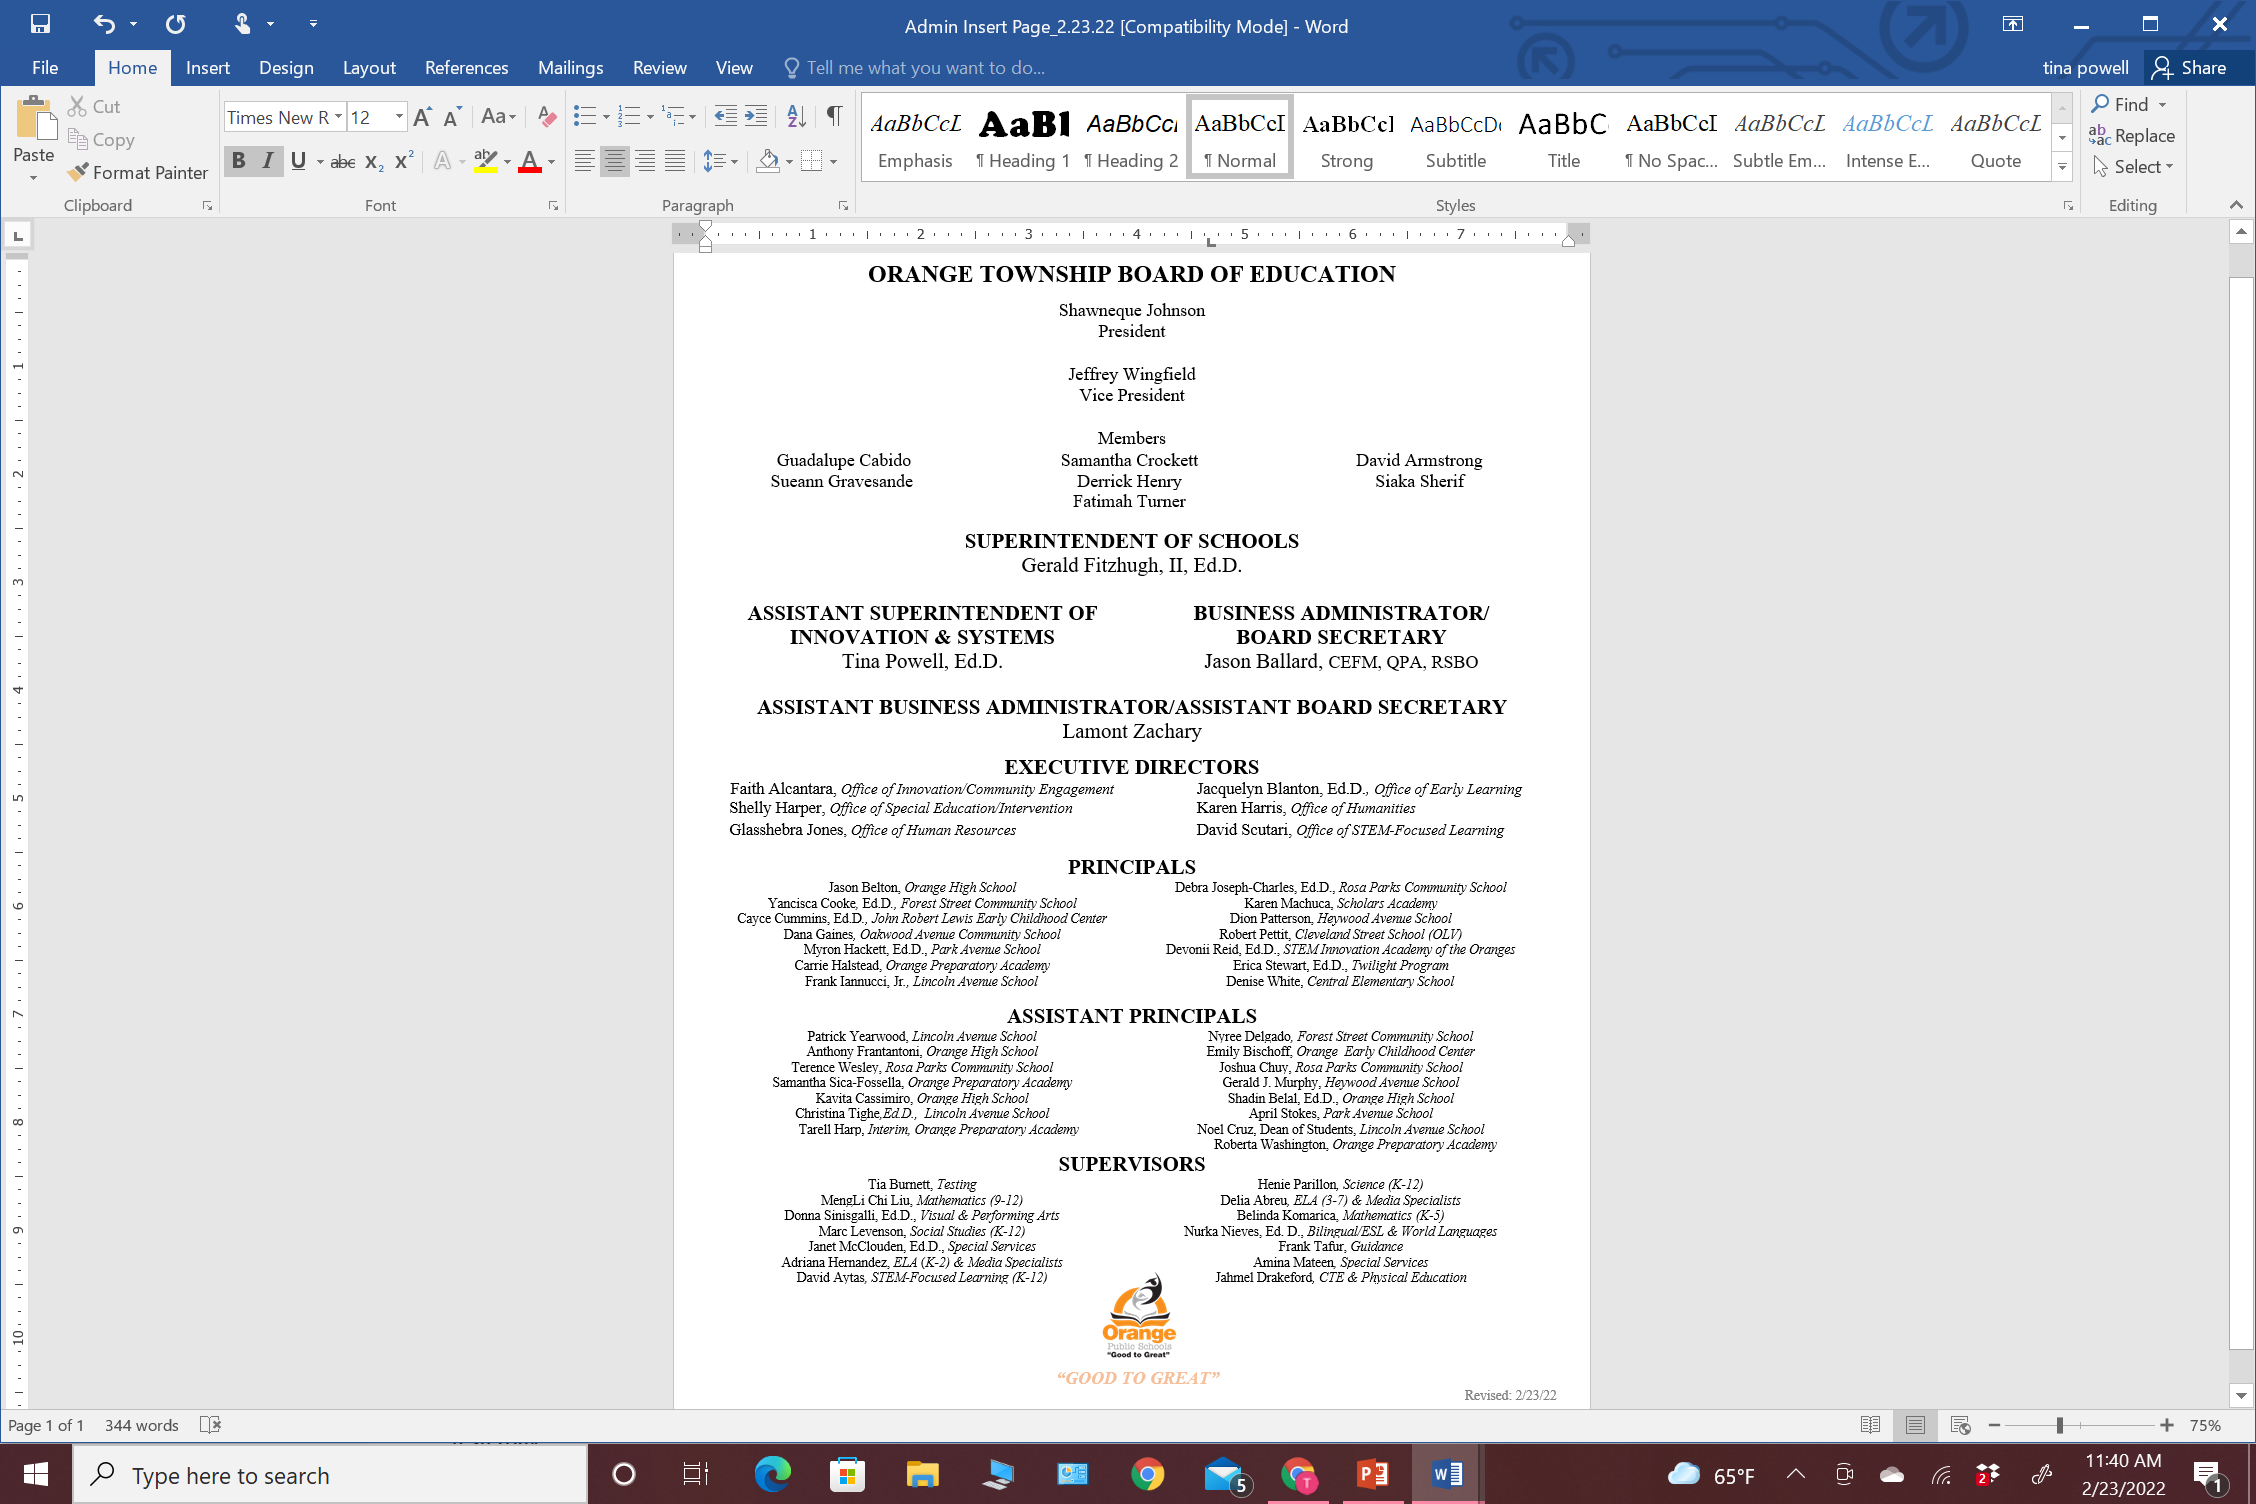 Admin Insert Page_2.23.22 [Compatibility Mode] - Word
File Home Insert Design Layout References Mailings Review View Tell me what you want to do... tina powell Share
Paste
Cut
Copy
Format Painter
Clipboard
Times New R 12
Font
Paragraph
AaBbCcL AaBl AaBbCcI AaBbCcI AaBbCcI AaBbCcDc AaBbC AaBbCcI AaBbCcL AaBbCcL AaBbCcL
Emphasis ¶ Heading 1 ¶ Heading 2 ¶ Normal Strong Subtitle Title ¶ No Spac... Subtle Em... Intense E... Quote
Styles
Find
Replace
Select
Editing
1 2 3 4 5 6 7
ORANGE TOWNSHIP BOARD OF EDUCATION
Shawneque Johnson
President
Jeffrey Wingfield
Vice President
Members
Guadalupe Cabido Samantha Crockett David Armstrong
Sueann Gravesande Derrick Henry Siaka Sherif
Fatimah Turner
SUPERINTENDENT OF SCHOOLS
Gerald Fitzhugh, II, Ed.D.
ASSISTANT SUPERINTENDENT OF BUSINESS ADMINISTRATOR/
INNOVATION & SYSTEMS BOARD SECRETARY
Tina Powell, Ed.D. Jason Ballard, CEFM, QPA, RSBO
ASSISTANT BUSINESS ADMINISTRATOR/ASSISTANT BOARD SECRETARY
Lamont Zachary
EXECUTIVE DIRECTORS
Faith Alcantara, Office of Innovation/Community Engagement Jacquelyn Blanton, Ed.D., Office of Early Learning
Shelly Harper, Office of Special Education/Intervention Karen Harris, Office of Humanities
Glasshebra Jones, Office of Human Resources David Scutari, Office of STEM-Focused Learning
PRINCIPALS
Jason Belton, Orange High School Debra Joseph-Charles, Ed.D., Rosa Parks Community School
Yancisca Cooke, Ed.D., Forest Street Community School Karen Machuca, Scholars Academy
Cayce Cummins, Ed.D., John Robert Lewis Early Childhood Center Dion Patterson, Heywood Avenue School
Dana Gaines, Oakwood Avenue Community School Robert Pettit, Cleveland Street School (OLV)
Myron Hackett, Ed.D., Park Avenue School Devonii Reid, Ed.D., STEM Innovation Academy of the Oranges
Carrie Halstead, Orange Preparatory Academy Erica Stewart, Ed.D., Twilight Program
Frank Iannucci, Jr., Lincoln Avenue School Denise White, Central Elementary School
ASSISTANT PRINCIPALS
Patrick Yearwood, Lincoln Avenue School Nyree Delgado, Forest Street Community School
Anthony Frantantoni, Orange High School Emily Bischoff, Orange Early Childhood Center
Terence Wesley, Rosa Parks Community School Joshua Chuy, Rosa Parks Community School
Samantha Sica-Fossella, Orange Preparatory Academy Gerald J. Murphy, Heywood Avenue School
Kavita Cassimiro, Orange High School Shadin Belal, Ed.D., Orange High School
Christina Tighe,Ed.D., Lincoln Avenue School April Stokes, Park Avenue School
Tarell Harp, Interim, Orange Preparatory Academy Noel Cruz, Dean of Students, Lincoln Avenue School
Roberta Washington, Orange Preparatory Academy
SUPERVISORS
Tia Burnett, Testing Henie Parillon, Science (K-12)
MengLi Chi Liu, Mathematics (9-12) Delia Abreu, ELA (3-7) & Media Specialists
Donna Sinisgalli, Ed.D., Visual & Performing Arts Belinda Komarica, Mathematics (K-5)
Marc Levenson, Social Studies (K-12) Nurka Nieves, Ed. D., Bilingual/ESL & World Languages
Janet McClouden, Ed.D., Special Services Frank Tafur, Guidance
Adriana Hernandez, ELA (K-2) & Media Specialists Amina Mateen, Special Services
David Aytas, STEM-Focused Learning (K-12) Jahmel Drakeford, CTE & Physical Education
Orange
Public Schools
"Good to Great"
“GOOD TO GREAT”
Revised: 2/23/22
Page 1 of 1 344 words 75%
Type here to search 5 T 65°F 2 11:40 AM
2/23/2022 1